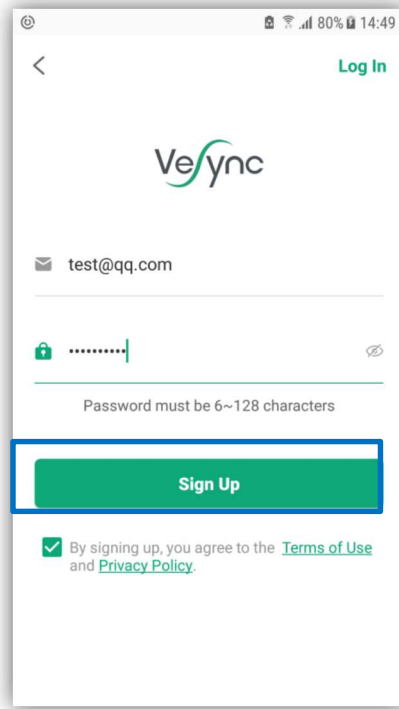 80% 14:49
Log In
VeSync
test@qq.com
••••••••••
Password must be 6~128 characters
Sign Up
By signing up, you agree to the Terms of Use
and Privacy Policy.